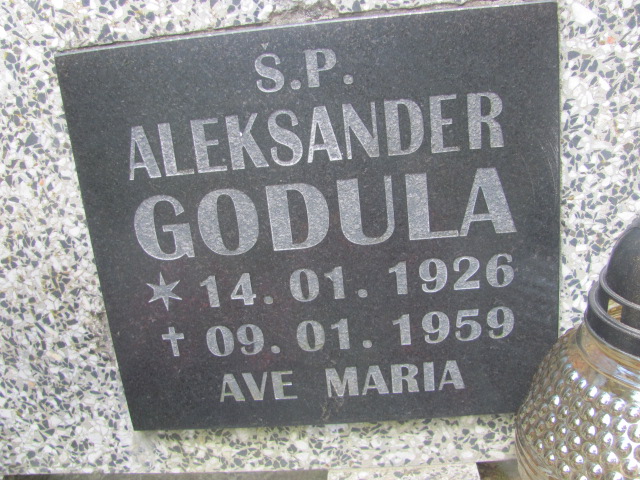 Ś.P.
ALEKSANDER
GODULA
* 14. 01. 1926
✝ 09. 01. 1959
AVE MARIA